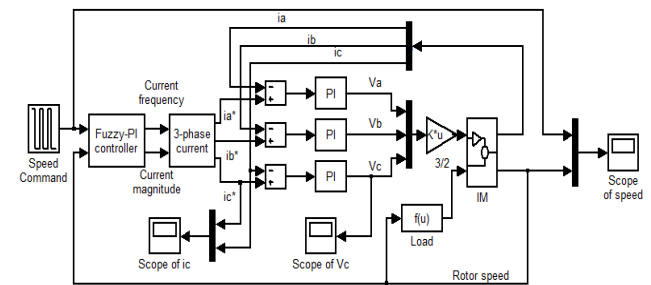 ia
ib
ic
Current
frequency
ia*
ib*
ic*
Va
Vb
Vc
PI
PI
PI
Fuzzy-PI
controller
3-phase
current
K*u
3/2
IM
Speed
Command
Current
magnitude
f(u)
Load
Scope
of speed
Scope of ic
Scope of Vc
Rotor speed